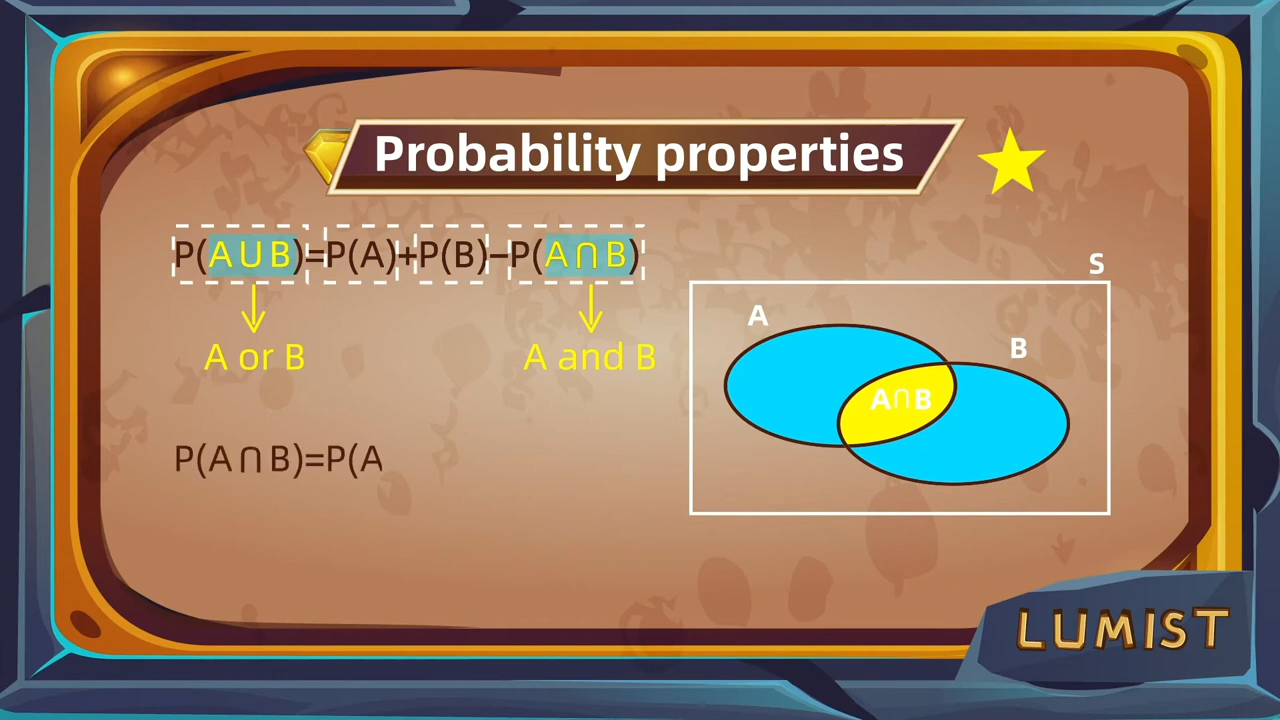 Probability properties
P(A∪B)=P(A)+P(B)−P(A∩B)
A or B
A and B
P(A∩B)=P(A
S
A
B
A∩B
LUMIST